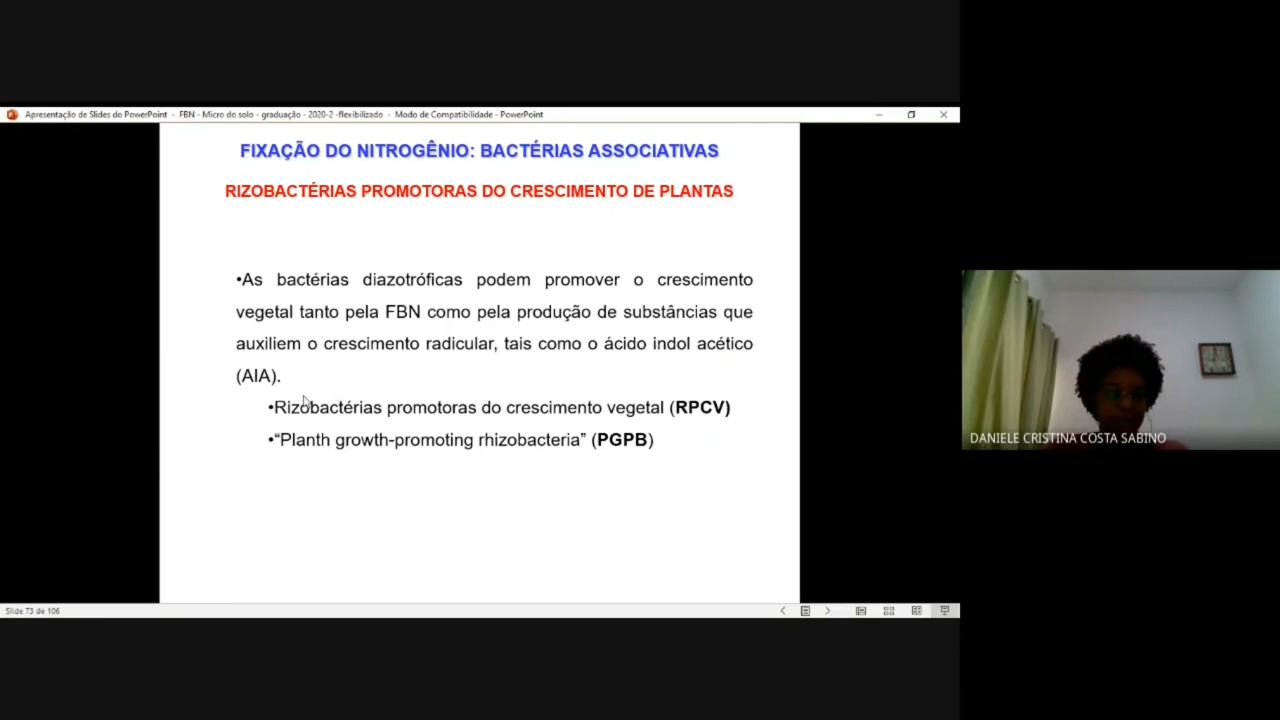 Apresentação de Slides do PowerPoint - FBN - Micro do solo - graduação - 2020-2 -flexibilizado - Modo de Compatibilidade - PowerPoint
FIXAÇÃO DO NITROGÊNIO: BACTÉRIAS ASSOCIATIVAS
RIZOBACTÉRIAS PROMOTORAS DO CRESCIMENTO DE PLANTAS
•As bactérias diazotróficas podem promover o crescimento
vegetal tanto pela FBN como pela produção de substâncias que
auxiliem o crescimento radicular, tais como o ácido indol acético
(AIA).
•Rizobactérias promotoras do crescimento vegetal (RPCV)
•“Planth growth-promoting rhizobacteria” (PGPB)
DANIELE CRISTINA COSTA SABINO
Slide 73 de 106